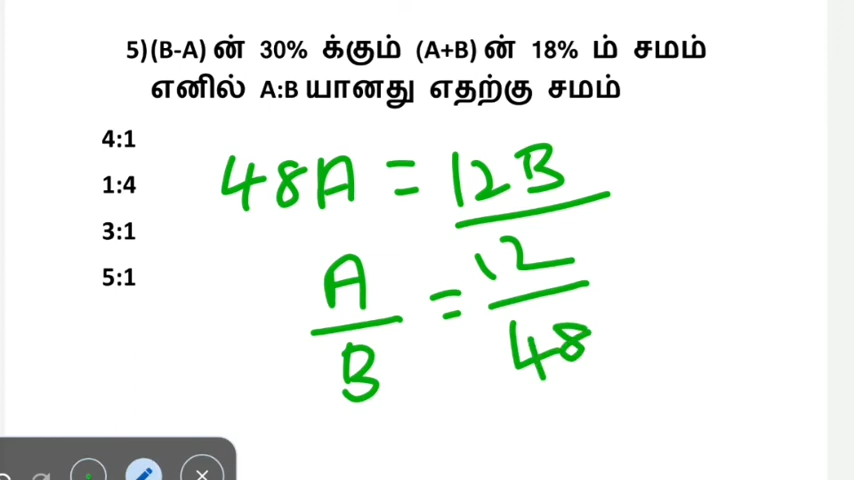 5)(B-A) ன் 30% க்கும் (A+B) ன் 18% ம் சமம்
எனில் A:B யானது எதற்கு சமம்
4:1
1:4
3:1
5:1
48A = 12B
A/B = 12/48